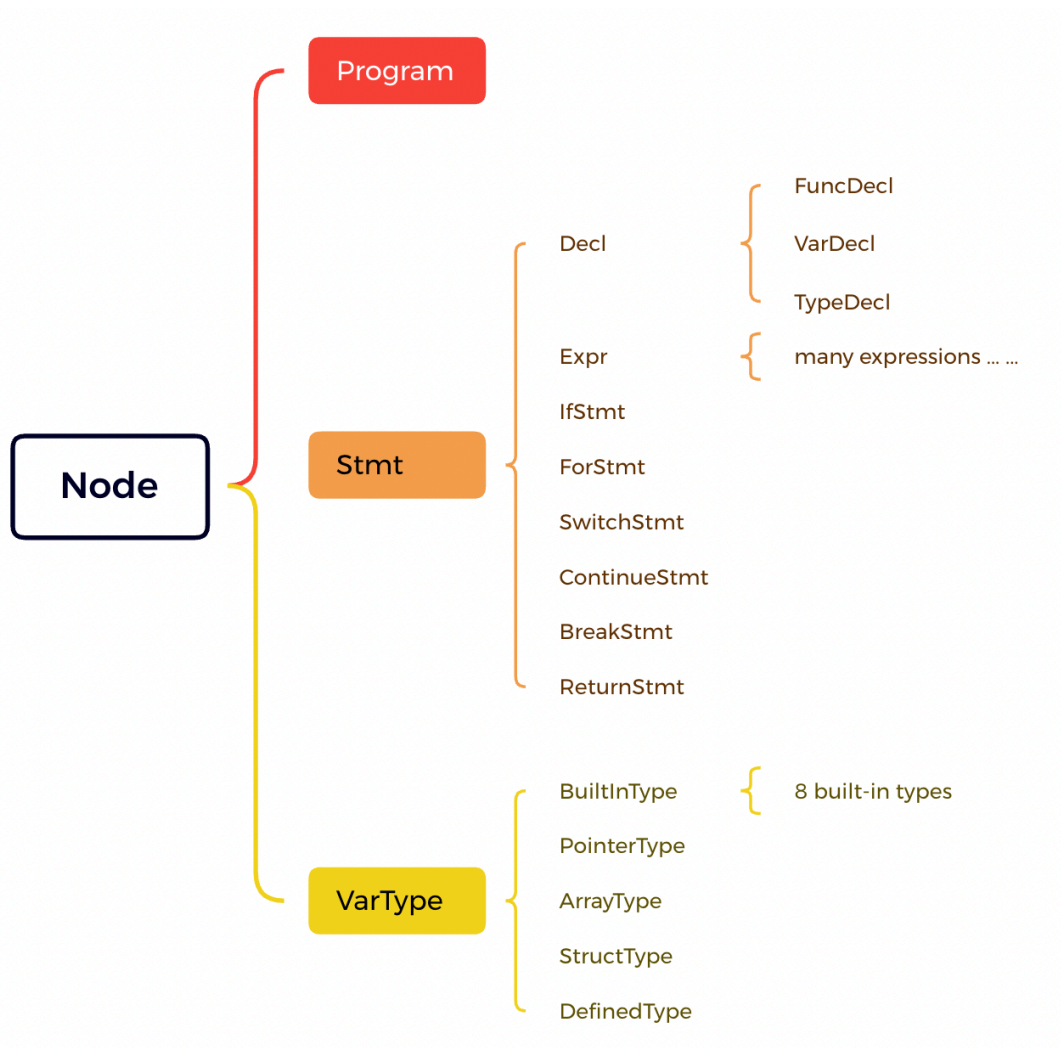 Program
FuncDecl
Decl
VarDecl
TypeDecl
Expr
many expressions ... ...
IfStmt
Stmt
ForStmt
Node
SwitchStmt
ContinueStmt
BreakStmt
ReturnStmt
BuiltInType
8 built-in types
PointerType
VarType
ArrayType
StructType
DefinedType